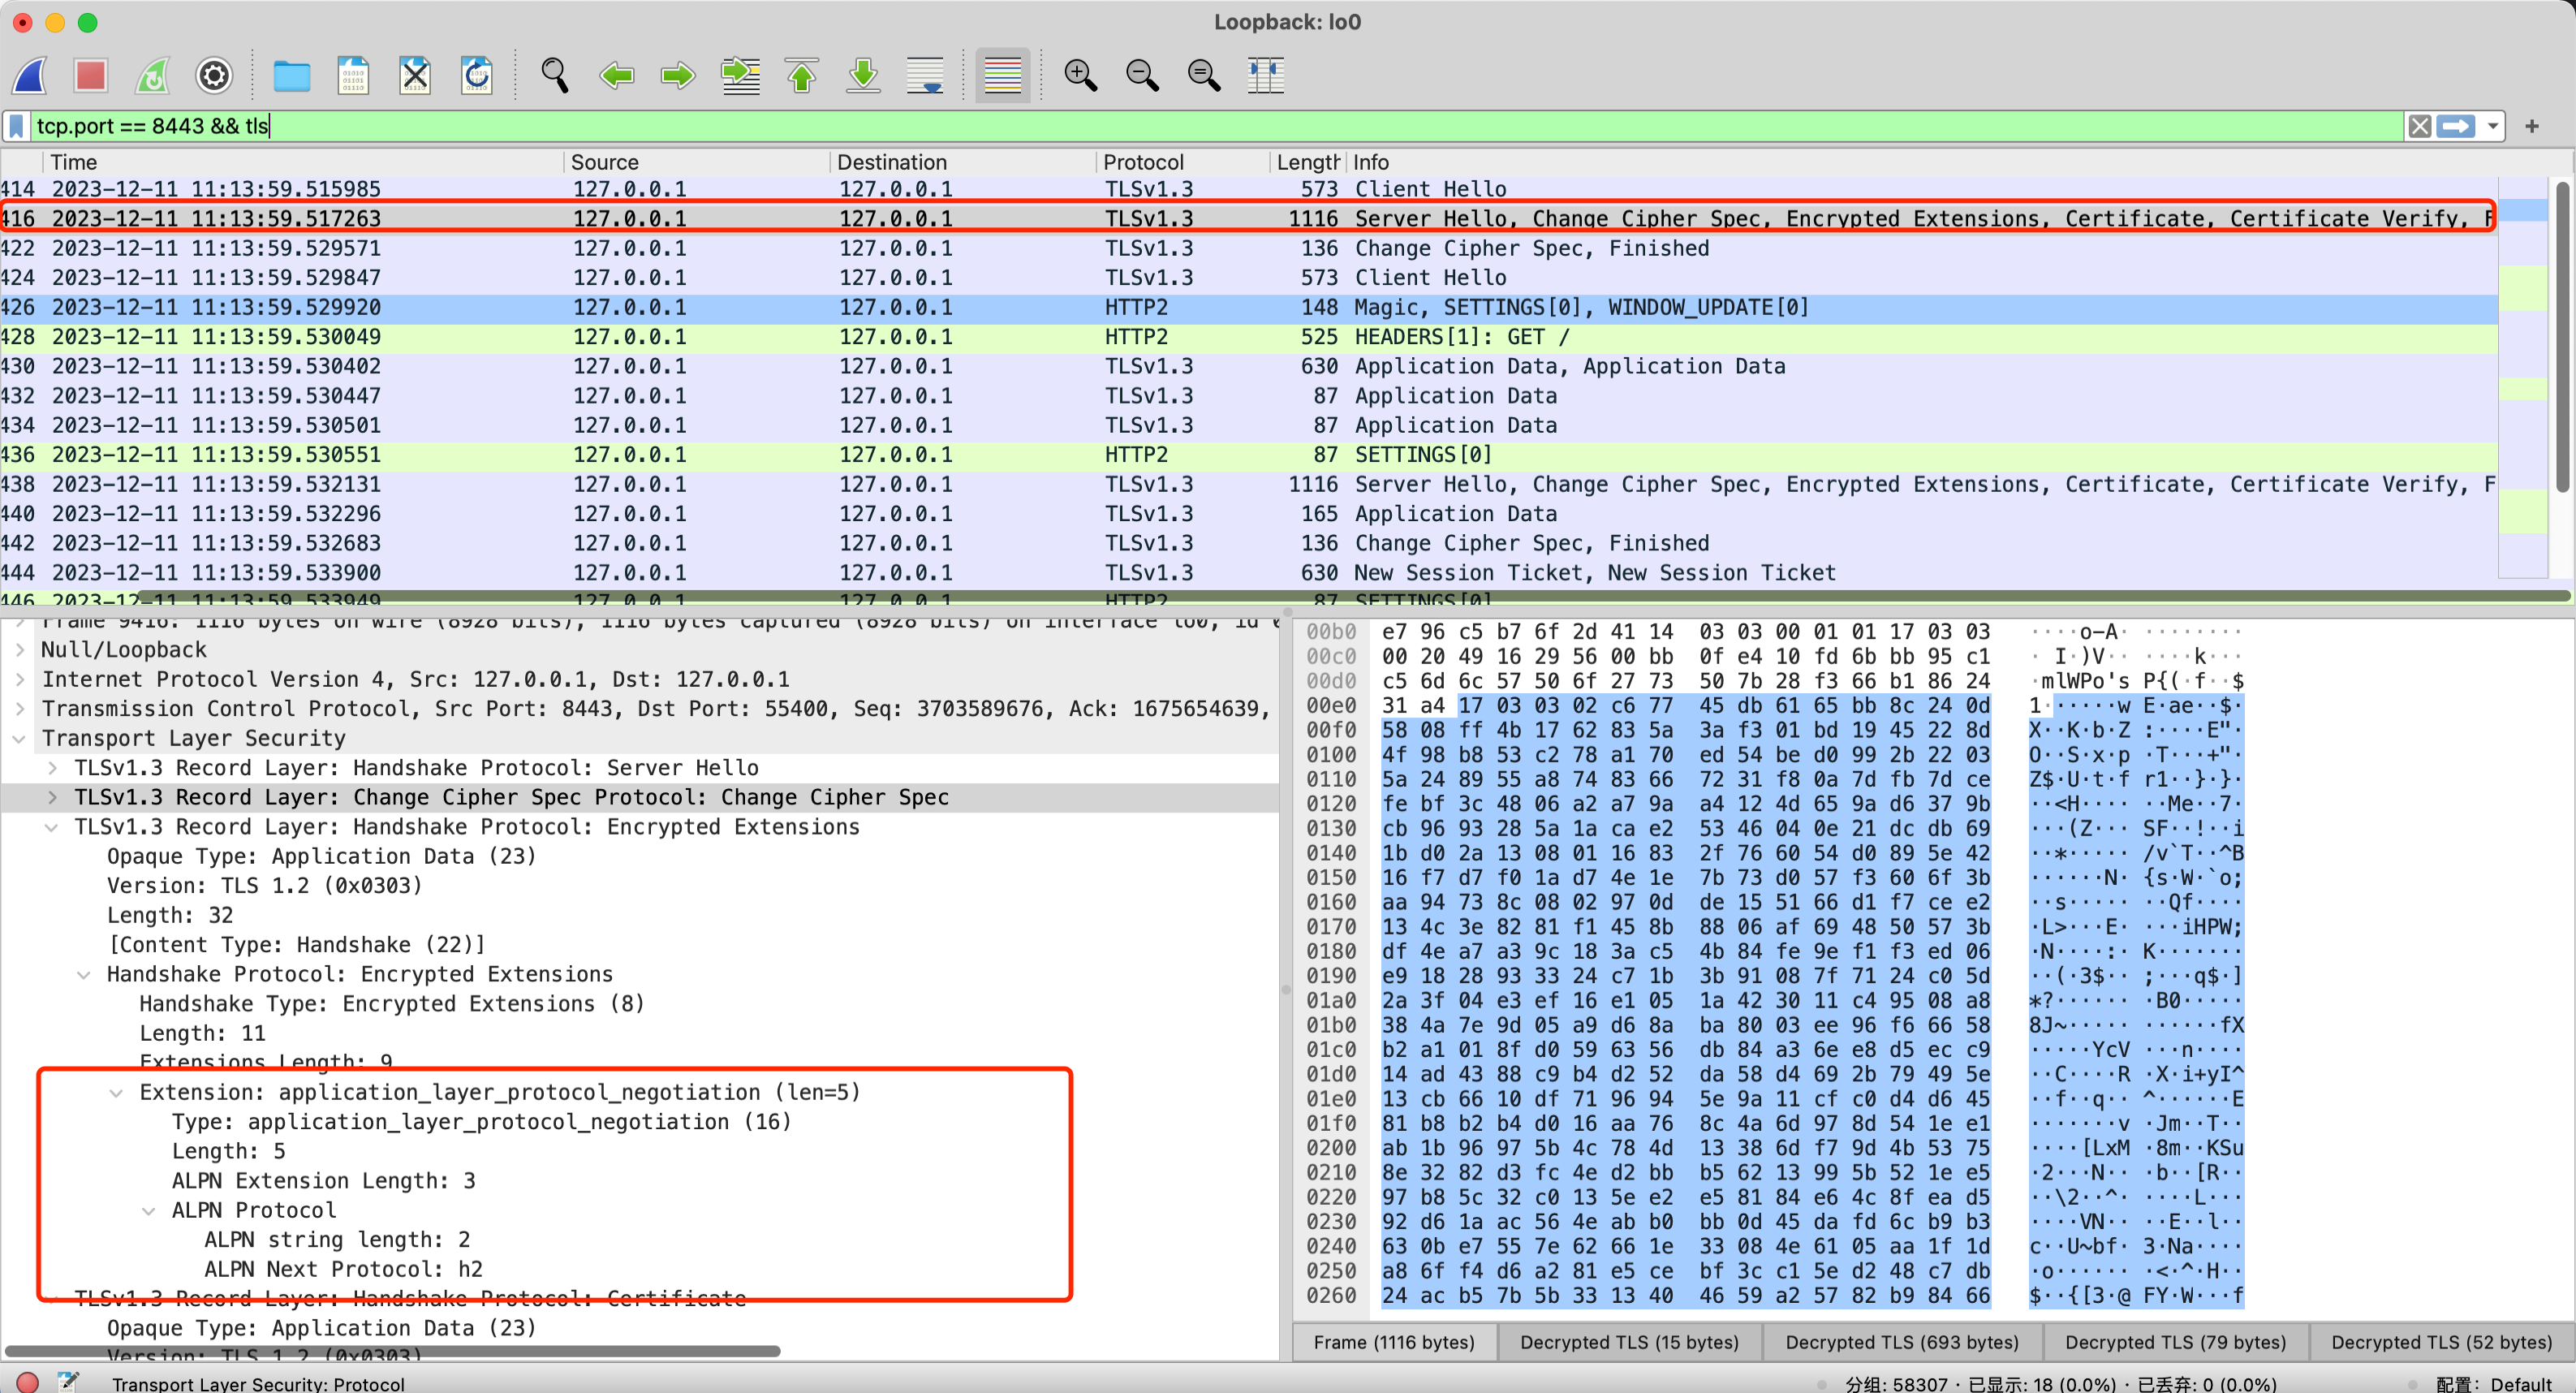 Loopback: lo0
tcp.port == 8443 && tls
Time Source Destination Protocol Length Info
414 2023-12-11 11:13:59.515985 127.0.0.1 127.0.0.1 TLSv1.3 573 Client Hello
416 2023-12-11 11:13:59.517263 127.0.0.1 127.0.0.1 TLSv1.3 1116 Server Hello, Change Cipher Spec, Encrypted Extensions, Certificate, Certificate Verify, F
422 2023-12-11 11:13:59.529571 127.0.0.1 127.0.0.1 TLSv1.3 136 Change Cipher Spec, Finished
424 2023-12-11 11:13:59.529847 127.0.0.1 127.0.0.1 TLSv1.3 573 Client Hello
426 2023-12-11 11:13:59.529920 127.0.0.1 127.0.0.1 HTTP2 148 Magic, SETTINGS[0], WINDOW_UPDATE[0]
428 2023-12-11 11:13:59.530049 127.0.0.1 127.0.0.1 HTTP2 525 HEADERS[1]: GET /
430 2023-12-11 11:13:59.530402 127.0.0.1 127.0.0.1 TLSv1.3 630 Application Data, Application Data
432 2023-12-11 11:13:59.530447 127.0.0.1 127.0.0.1 TLSv1.3 87 Application Data
434 2023-12-11 11:13:59.530501 127.0.0.1 127.0.0.1 TLSv1.3 87 Application Data
436 2023-12-11 11:13:59.530551 127.0.0.1 127.0.0.1 HTTP2 87 SETTINGS[0]
438 2023-12-11 11:13:59.532131 127.0.0.1 127.0.0.1 TLSv1.3 1116 Server Hello, Change Cipher Spec, Encrypted Extensions, Certificate, Certificate Verify, F
440 2023-12-11 11:13:59.532296 127.0.0.1 127.0.0.1 TLSv1.3 165 Application Data
442 2023-12-11 11:13:59.532683 127.0.0.1 127.0.0.1 TLSv1.3 136 Change Cipher Spec, Finished
444 2023-12-11 11:13:59.533900 127.0.0.1 127.0.0.1 TLSv1.3 630 New Session Ticket, New Session Ticket
446 2023-12-11 11:13:59.533949 127.0.0.1 127.0.0.1 HTTP2 87 SETTINGS[0]
Frame 9416: 1116 bytes on wire (8928 bits), 1116 bytes captured (8928 bits) on interface lo0, id 0
Null/Loopback
Internet Protocol Version 4, Src: 127.0.0.1, Dst: 127.0.0.1
Transmission Control Protocol, Src Port: 8443, Dst Port: 55400, Seq: 3703589676, Ack: 1675654639,
Transport Layer Security
TLSv1.3 Record Layer: Handshake Protocol: Server Hello
TLSv1.3 Record Layer: Change Cipher Spec Protocol: Change Cipher Spec
TLSv1.3 Record Layer: Handshake Protocol: Encrypted Extensions
Opaque Type: Application Data (23)
Version: TLS 1.2 (0x0303)
Length: 32
[Content Type: Handshake (22)]
Handshake Protocol: Encrypted Extensions
Handshake Type: Encrypted Extensions (8)
Length: 11
Extensions Length: 9
Extension: application_layer_protocol_negotiation (len=5)
Type: application_layer_protocol_negotiation (16)
Length: 5
ALPN Extension Length: 3
ALPN Protocol
ALPN string length: 2
ALPN Next Protocol: h2
TLSv1.3 Record Layer: Handshake Protocol: Certificate
Opaque Type: Application Data (23)
Version: TLS 1.2 (0x0303)
00b0 e7 96 c5 b7 6f 2d 41 14 03 03 00 01 01 17 03 03 ····o-A· ········
00c0 00 20 49 16 29 56 00 bb 0f e4 10 fd 6b bb 95 c1 · I·)V·· ····k···
00d0 c5 6d 6c 57 50 6f 27 73 50 7b 28 f3 66 b1 86 24 ·mlWPo's P{(·f··$
00e0 31 a4 17 03 03 02 c6 77 45 db 61 65 bb 8c 24 0d 1······w E·ae··$·
00f0 58 08 ff 4b 17 62 83 5a 3a f3 01 bd 19 45 22 8d X··K·b·Z :····E"·
0100 4f 98 b8 53 c2 78 a1 70 ed 54 be d0 99 2b 22 03 O··S·x·p ·T···+"·
0110 5a 24 89 55 a8 74 83 66 72 31 f8 0a 7d fb 7d ce Z$·U·t·f r1··}·}·
0120 fe bf 3c 48 06 a2 a7 9a a4 12 4d 65 9a d6 37 9b ··<H···· ··Me··7·
0130 cb 96 93 28 5a 1a ca e2 53 46 04 0e 21 dc db 69 ···(Z··· SF··!··i
0140 1b d0 2a 13 08 01 16 83 2f 76 60 54 d0 89 5e 42 ··*····· /v`T··^B
0150 16 f7 d7 f0 1a d7 4e 1e 7b 73 d0 57 f3 60 6f 3b ······N· {s·W·`o;
0160 aa 94 73 8c 08 02 97 0d de 15 51 66 d1 f7 ce e2 ··s····· ··Qf····
0170 13 4c 3e 82 81 f1 45 8b 88 06 af 69 48 50 57 3b ·L>···E· ···iHPW;
0180 df 4e a7 a3 9c 18 3a c5 4b 84 fe 9e f1 f3 ed 06 ·N····:· K·······
0190 e9 18 28 93 33 24 c7 1b 3b 91 08 7f 71 24 c0 5d ··(·3$·· ;···q$·]
01a0 2a 3f 04 e3 ef 16 e1 05 1a 42 30 11 c4 95 08 a8 *?······ ·B0·····
01b0 38 4a 7e 9d 05 a9 d6 8a ba 80 03 ee 96 f6 66 58 8J~····· ······fX
01c0 b2 a1 01 8f d0 59 63 56 db 84 a3 6e e8 d5 ec c9 ·····YcV ···n····
01d0 14 ad 43 88 c9 b4 d2 52 da 58 d4 69 2b 79 49 5e ··C····R ·X·i+yI^
01e0 13 cb 66 10 df 71 96 94 5e 9a 11 cf c0 d4 d6 45 ··f··q·· ^······E
01f0 81 b8 b2 b4 d0 16 aa 76 8c 4a 6d 97 8d 54 1e e1 ·······v ·Jm··T··
0200 ab 1b 96 97 5b 4c 78 4d 13 38 6d f7 9d 4b 53 75 ····[LxM ·8m··KSu
0210 8e 32 82 d3 fc 4e d2 bb b5 62 13 99 5b 52 1e e5 ·2···N·· ·b··[R··
0220 97 b8 5c 32 c0 13 5e e2 e5 81 84 e6 4c 8f ea d5 ··\2··^· ····L···
0230 92 d6 1a ac 56 4e ab b0 bb 0d 45 da fd 6c b9 b3 ····VN·· ··E··l··
0240 63 0b e7 55 7e 62 66 1e 33 08 4e 61 05 aa 1f 1d c··U~bf· 3·Na····
0250 a8 6f f4 d6 a2 81 e5 ce bf 3c c1 5e d2 48 c7 db ·o······ ·<·^·H··
0260 24 ac b5 7b 5b 33 13 40 46 59 a2 57 82 b9 84 66 $··{[3·@ FY·W···f
Frame (1116 bytes) Decrypted TLS (15 bytes) Decrypted TLS (693 bytes) Decrypted TLS (79 bytes) Decrypted TLS (52 bytes)
Transport Layer Security: Protocol 分组: 58307 · 已显示: 18 (0.0%) · 已丢弃: 0 (0.0%) 配置: Default